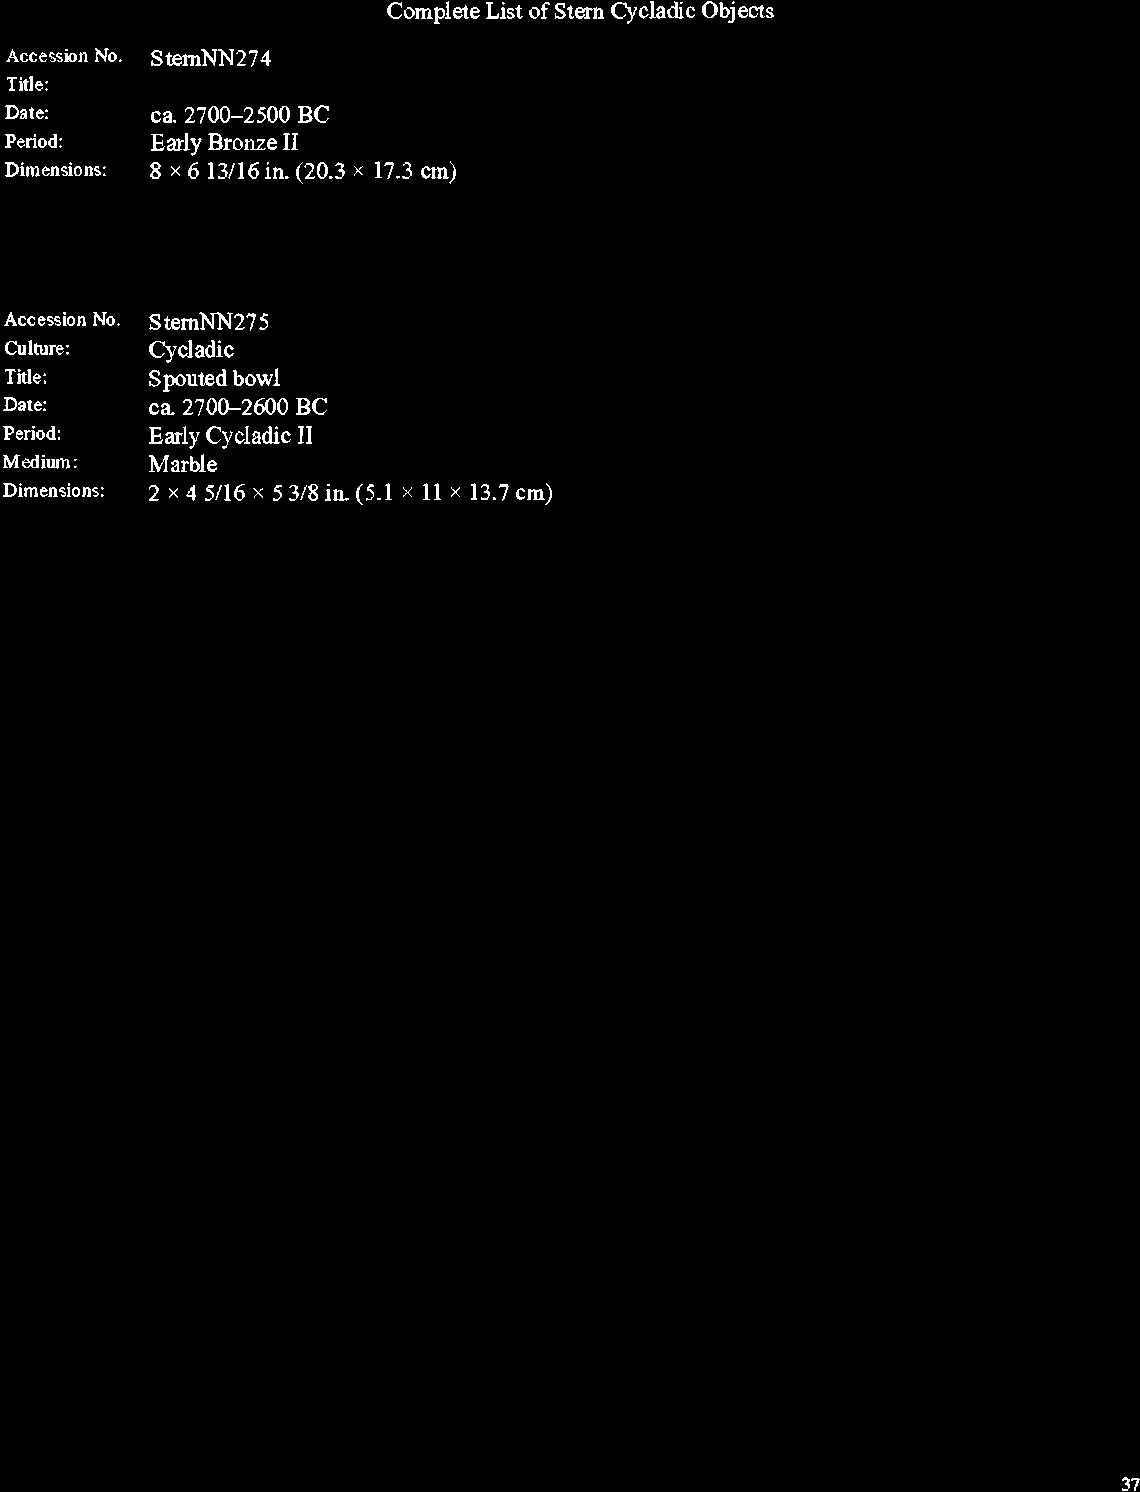 Complete List of Stern Cycladic Objects
Accession No. SternNN274
Title:
Date: ca. 2700–2500 BC
Period: Early Bronze II
Dimensions: 8 × 6 13/16 in. (20.3 × 17.3 cm)
Accession No. SternNN275
Culture: Cycladic
Title: Spouted bowl
Date: ca. 2700–2600 BC
Period: Early Cycladic II
Medium: Marble
Dimensions: 2 × 4 5/16 × 5 3/8 in. (5.1 × 11 × 13.7 cm)
37